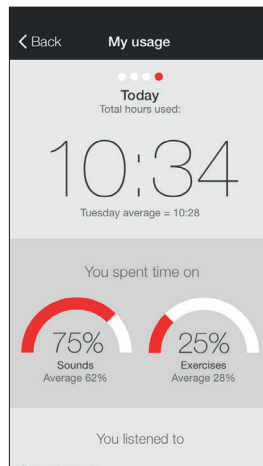 Back
My usage
Today
Total hours used:
10:34
Tuesday average = 10:28
You spent time on
75%
Sounds
Average 62%
25%
Exercises
Average 28%
You listened to